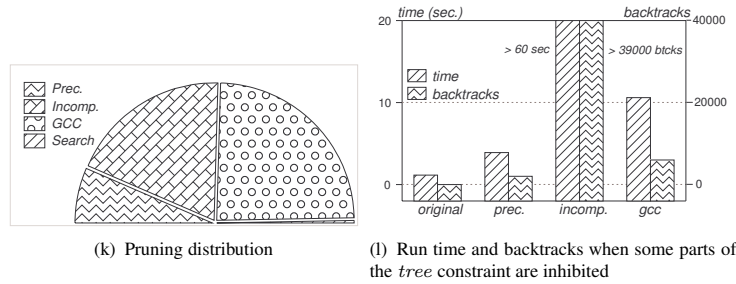 Prec.
Incomp.
GCC
Search
(k) Pruning distribution
time (sec.)
backtracks
20
40000
> 60 sec
> 39000 btcks
time
backtracks
10
20000
0
0
original
prec.
incomp.
gcc
(l) Run time and backtracks when some parts of
the tree constraint are inhibited